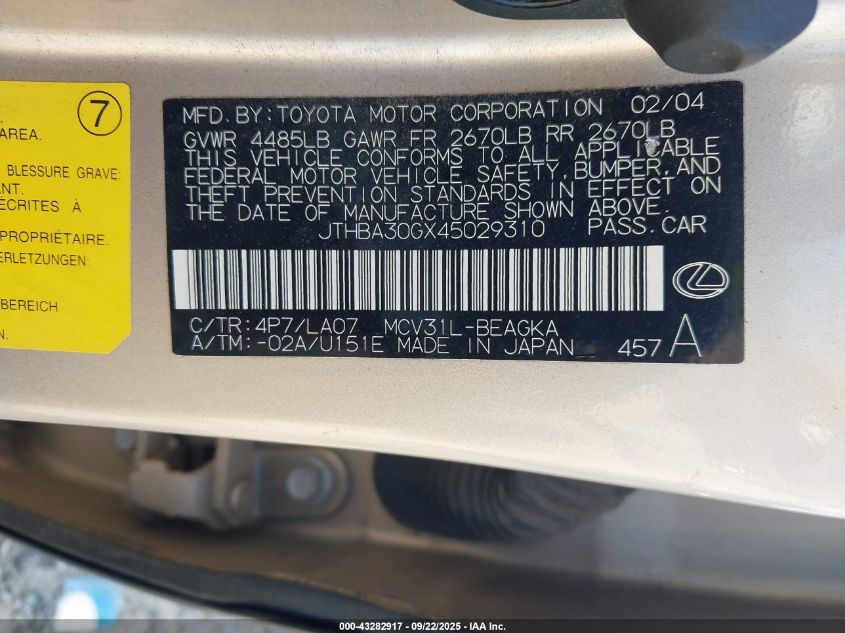 7
AREA.
BLESSURE GRAVE:
ANT.
ÉCRITES À
PROPRIÉTAIRE.
ERLETZUNGEN:
BEREICH
MFD.BY:TOYOTA MOTOR CORPORATION 02/04
GVWR 4485LB GAWR FR 2670LB RR 2670LB
THIS VEHICLE CONFORMS TO ALL APPLICABLE
FEDERAL MOTOR VEHICLE SAFETY,BUMPER,AND
THEFT PREVENTION STANDARDS IN EFFECT ON
THE DATE OF MANUFACTURE SHOWN ABOVE.
JTHBA30GX45029310 PASS.CAR
C/TR:4P7/LA07 MCV31L-BEAGKA
A/TM:-02A/U151E MADE IN JAPAN 457 A
000-43282917 - 09/22/2025 - IAA Inc.